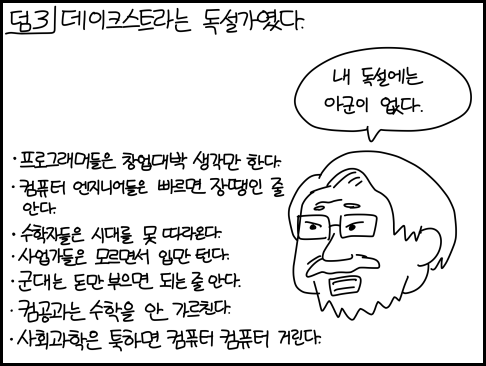 덤3 데이크스트라는 독설가였다.
내 독설에는
아군이 없다.
· 프로그래머들은 창업대박 생각만 한다.
· 컴퓨터 엔지니어들은 빠르면 장땡인 줄
안다.
· 수학자들은 시대를 못 따라온다.
· 사업가들은 모르면서 입만 턴다.
· 군대는 돈만 부으면 되는 줄 안다.
· 컴공과는 수학을 안 가르친다.
· 사회과학은 툭하면 컴퓨터 컴퓨터 거린다.